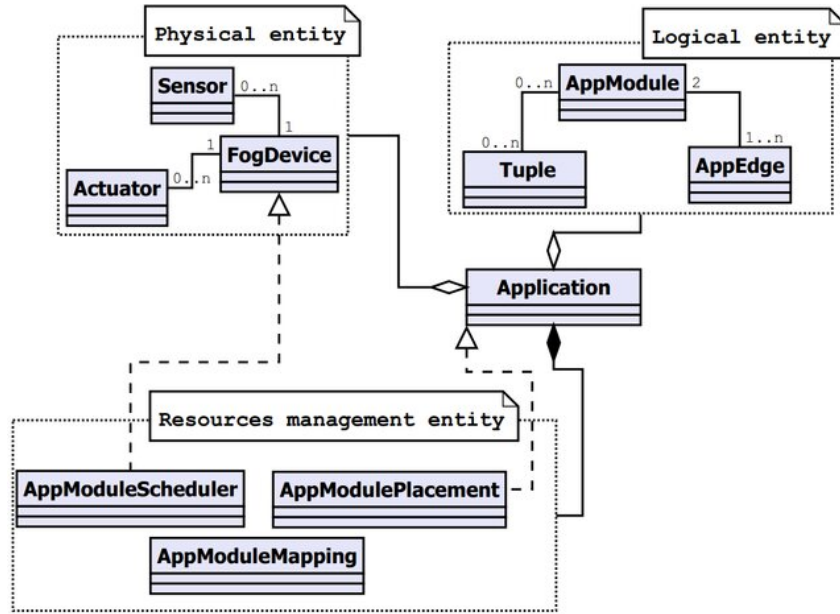 Physical entity
Sensor
0..n
1
FogDevice
1
0..n
Actuator
Logical entity
AppModule
0..n
2
0..n
1..n
Tuple
AppEdge
Application
Resources management entity
AppModuleScheduler
AppModulePlacement
AppModuleMapping